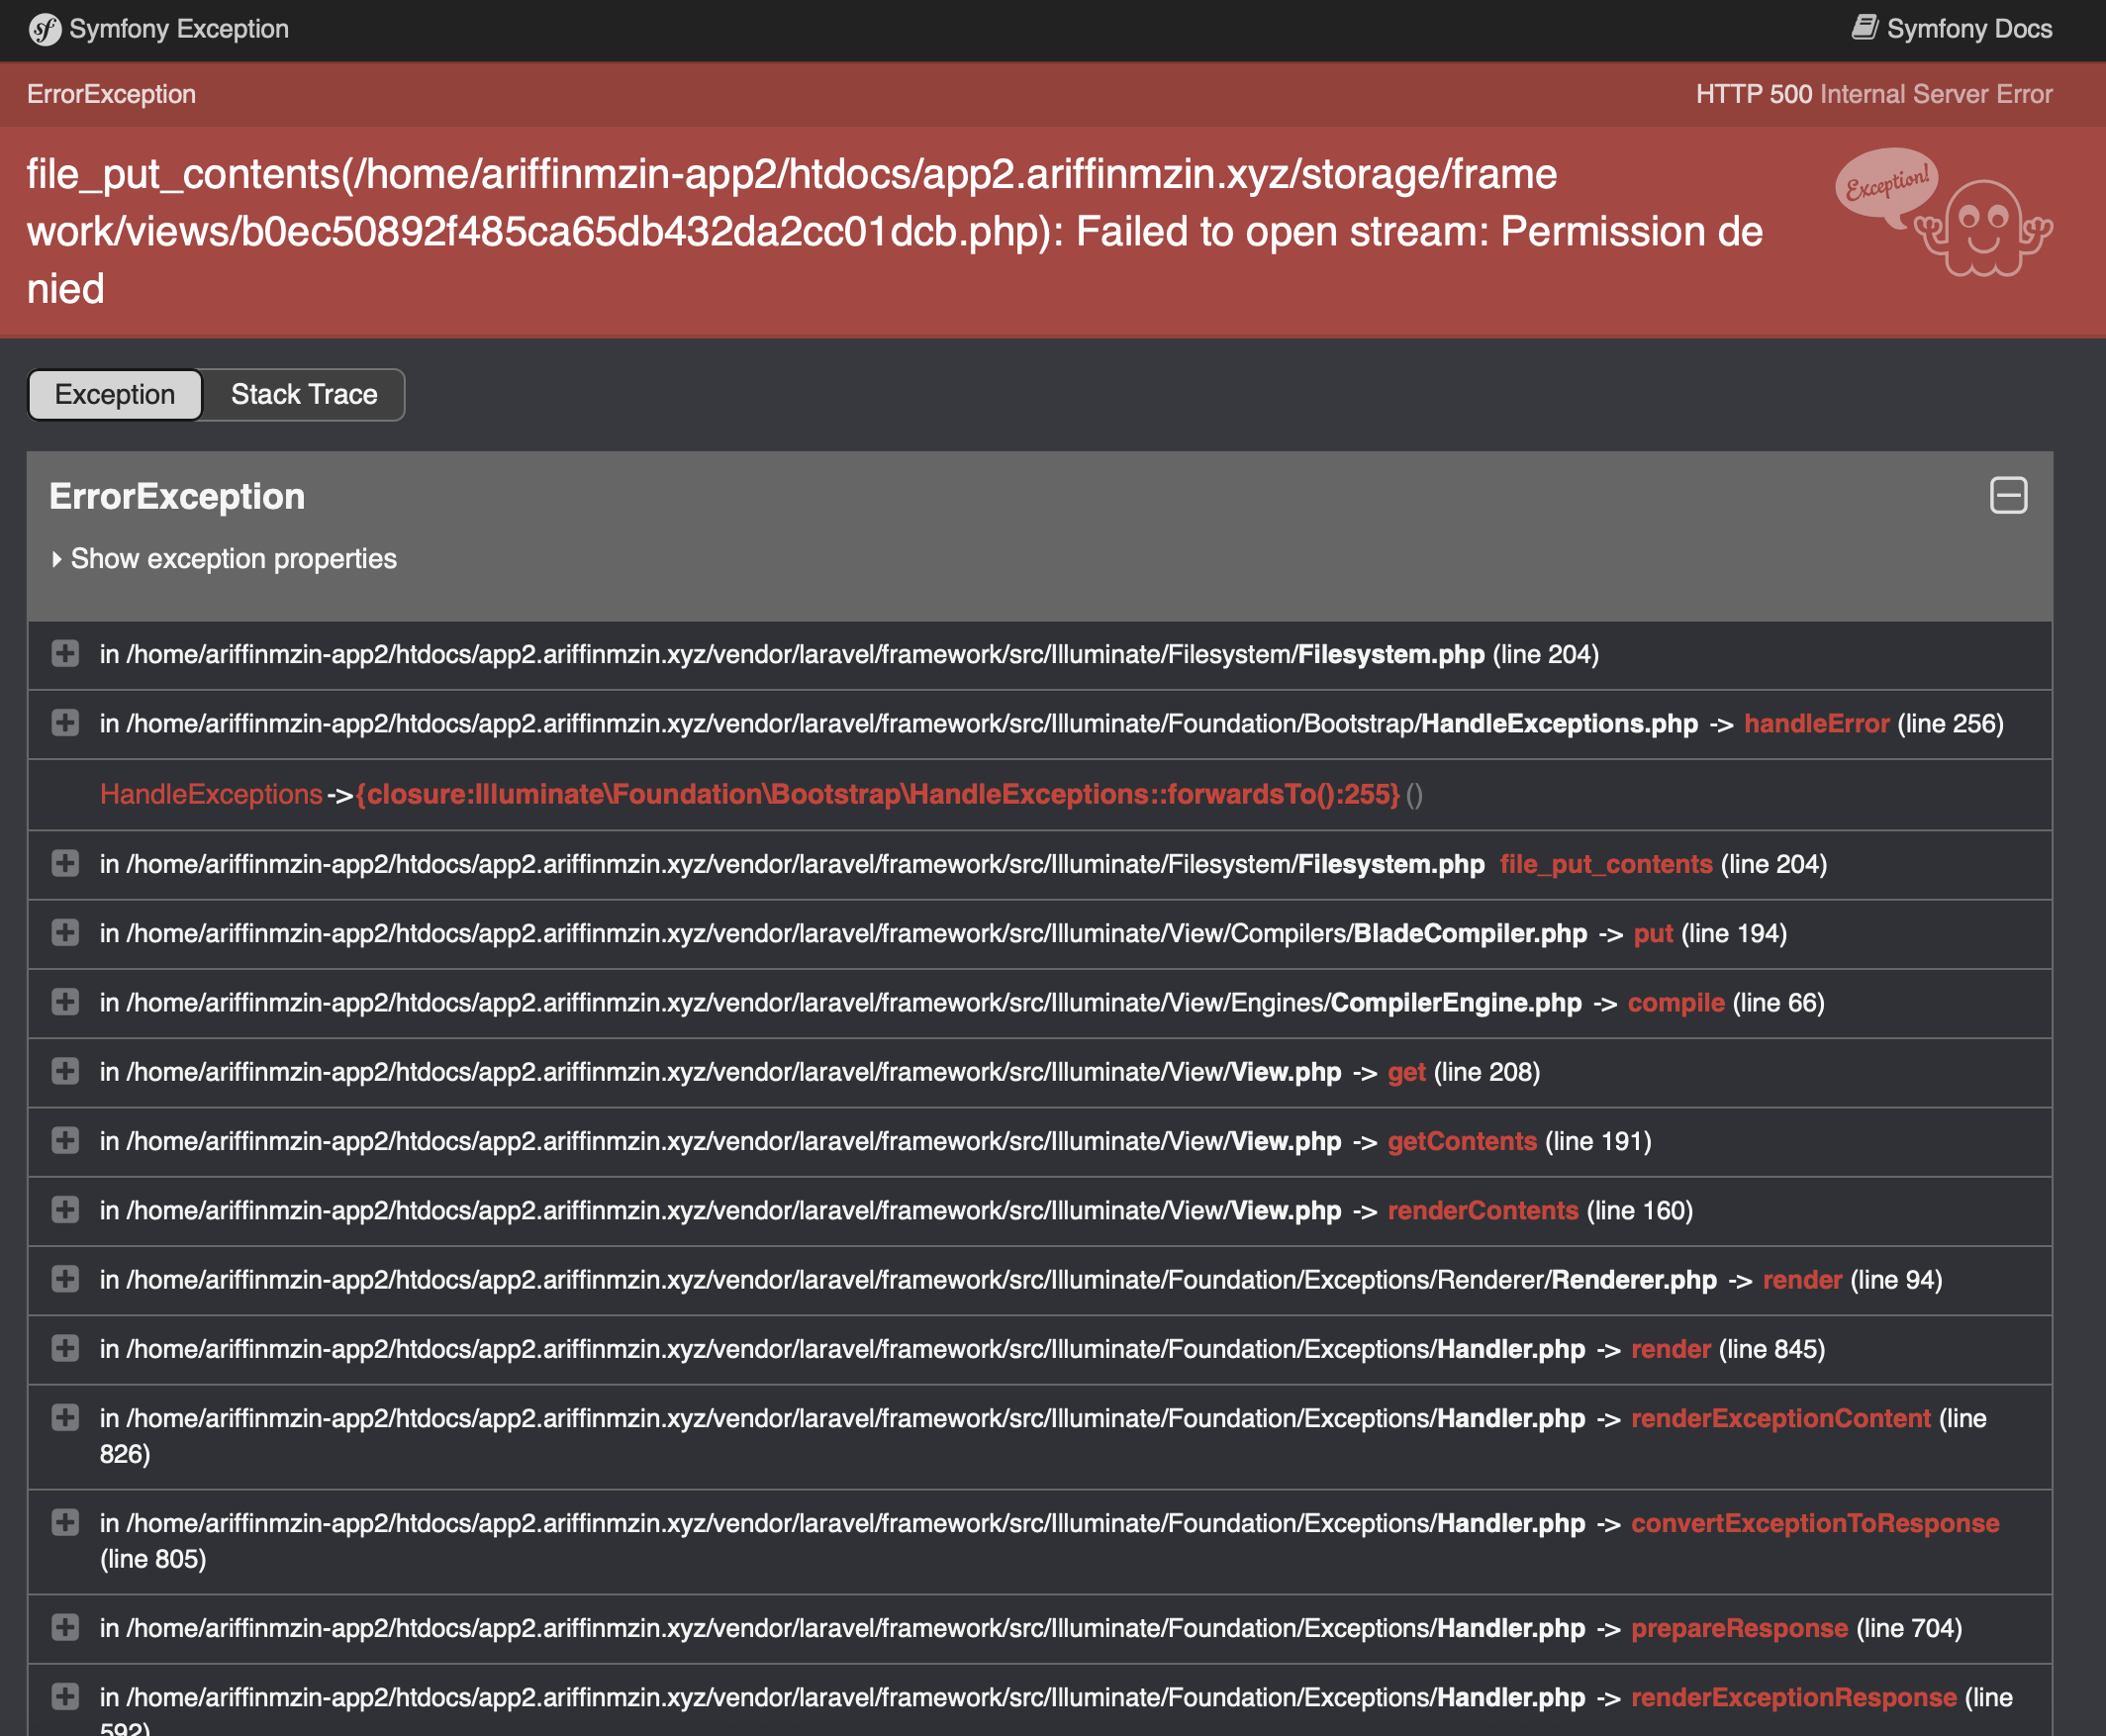 Symfony Exception
Symfony Docs
ErrorException
HTTP 500 Internal Server Error
file_put_contents(/home/ariffinmzin-app2/htdocs/app2.ariffinmzin.xyz/storage/frame
work/views/b0ec50892f485ca65db432da2cc01dcb.php): Failed to open stream: Permission de
nied
Exception!
Exception
Stack Trace
ErrorException
Show exception properties
in /home/ariffinmzin-app2/htdocs/app2.ariffinmzin.xyz/vendor/laravel/framework/src/Illuminate/Filesystem/Filesystem.php (line 204)
in /home/ariffinmzin-app2/htdocs/app2.ariffinmzin.xyz/vendor/laravel/framework/src/Illuminate/Foundation/Bootstrap/HandleExceptions.php -> handleError (line 256)
HandleExceptions->{closure:Illuminate\Foundation\Bootstrap\HandleExceptions::forwardsTo():255} ()
in /home/ariffinmzin-app2/htdocs/app2.ariffinmzin.xyz/vendor/laravel/framework/src/Illuminate/Filesystem/Filesystem.php file_put_contents (line 204)
in /home/ariffinmzin-app2/htdocs/app2.ariffinmzin.xyz/vendor/laravel/framework/src/Illuminate/View/Compilers/BladeCompiler.php -> put (line 194)
in /home/ariffinmzin-app2/htdocs/app2.ariffinmzin.xyz/vendor/laravel/framework/src/Illuminate/View/Engines/CompilerEngine.php -> compile (line 66)
in /home/ariffinmzin-app2/htdocs/app2.ariffinmzin.xyz/vendor/laravel/framework/src/Illuminate/View/View.php -> get (line 208)
in /home/ariffinmzin-app2/htdocs/app2.ariffinmzin.xyz/vendor/laravel/framework/src/Illuminate/View/View.php -> getContents (line 191)
in /home/ariffinmzin-app2/htdocs/app2.ariffinmzin.xyz/vendor/laravel/framework/src/Illuminate/View/View.php -> renderContents (line 160)
in /home/ariffinmzin-app2/htdocs/app2.ariffinmzin.xyz/vendor/laravel/framework/src/Illuminate/Foundation/Exceptions/Renderer/Renderer.php -> render (line 94)
in /home/ariffinmzin-app2/htdocs/app2.ariffinmzin.xyz/vendor/laravel/framework/src/Illuminate/Foundation/Exceptions/Handler.php -> render (line 845)
in /home/ariffinmzin-app2/htdocs/app2.ariffinmzin.xyz/vendor/laravel/framework/src/Illuminate/Foundation/Exceptions/Handler.php -> renderExceptionContent (line
826)
in /home/ariffinmzin-app2/htdocs/app2.ariffinmzin.xyz/vendor/laravel/framework/src/Illuminate/Foundation/Exceptions/Handler.php -> convertExceptionToResponse
(line 805)
in /home/ariffinmzin-app2/htdocs/app2.ariffinmzin.xyz/vendor/laravel/framework/src/Illuminate/Foundation/Exceptions/Handler.php -> prepareResponse (line 704)
in /home/ariffinmzin-app2/htdocs/app2.ariffinmzin.xyz/vendor/laravel/framework/src/Illuminate/Foundation/Exceptions/Handler.php -> renderExceptionResponse (line
592)